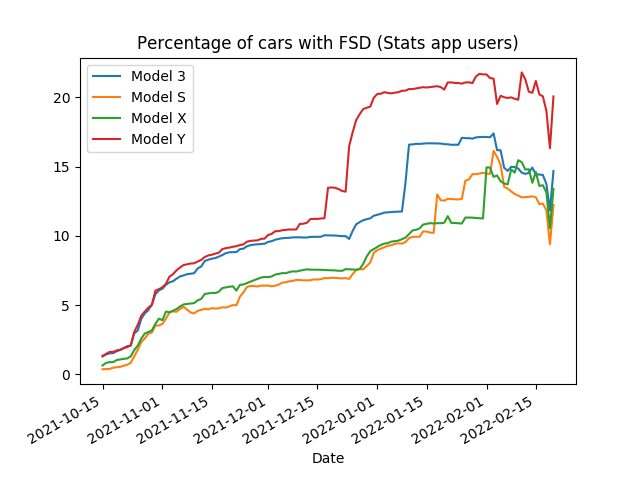 Percentage of cars with FSD (Stats app users)
Model 3
Model S
Model X
Model Y
20
15
10
5
0
2021-10-15
2021-11-01
2021-11-15
2021-12-01
2021-12-15
2022-01-01
2022-01-15
2022-02-01
2022-02-15
Date